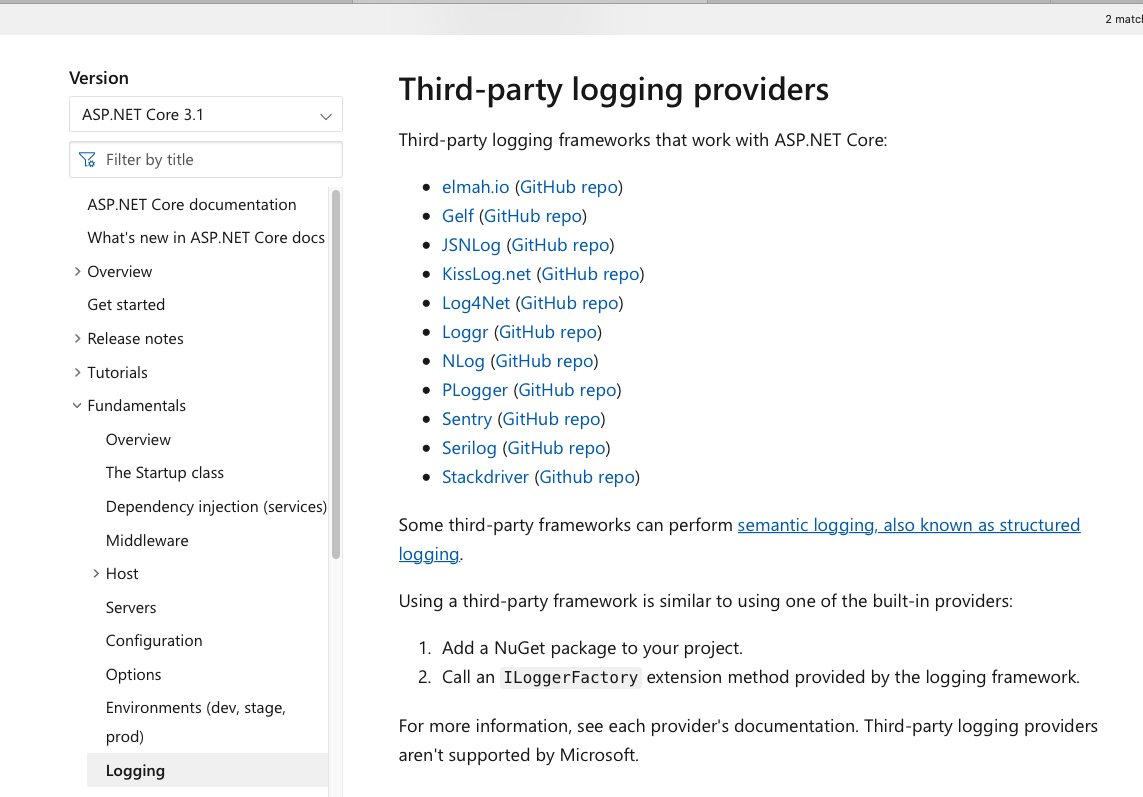 2 matc
Version
ASP.NET Core 3.1
Filter by title
ASP.NET Core documentation
What's new in ASP.NET Core docs
Overview
Get started
Release notes
Tutorials
Fundamentals
Overview
The Startup class
Dependency injection (services)
Middleware
Host
Servers
Configuration
Options
Environments (dev, stage,
prod)
Logging
Third-party logging providers
Third-party logging frameworks that work with ASP.NET Core:
• elmah.io (GitHub repo)
• Gelf (GitHub repo)
• JSNLog (GitHub repo)
• KissLog.net (GitHub repo)
• Log4Net (GitHub repo)
• Loggr (GitHub repo)
• NLog (GitHub repo)
• PLogger (GitHub repo)
• Sentry (GitHub repo)
• Serilog (GitHub repo)
• Stackdriver (Github repo)
Some third-party frameworks can perform semantic logging, also known as structured
logging.
Using a third-party framework is similar to using one of the built-in providers:
1. Add a NuGet package to your project.
2. Call an ILoggerFactory extension method provided by the logging framework.
For more information, see each provider's documentation. Third-party logging providers
aren't supported by Microsoft.